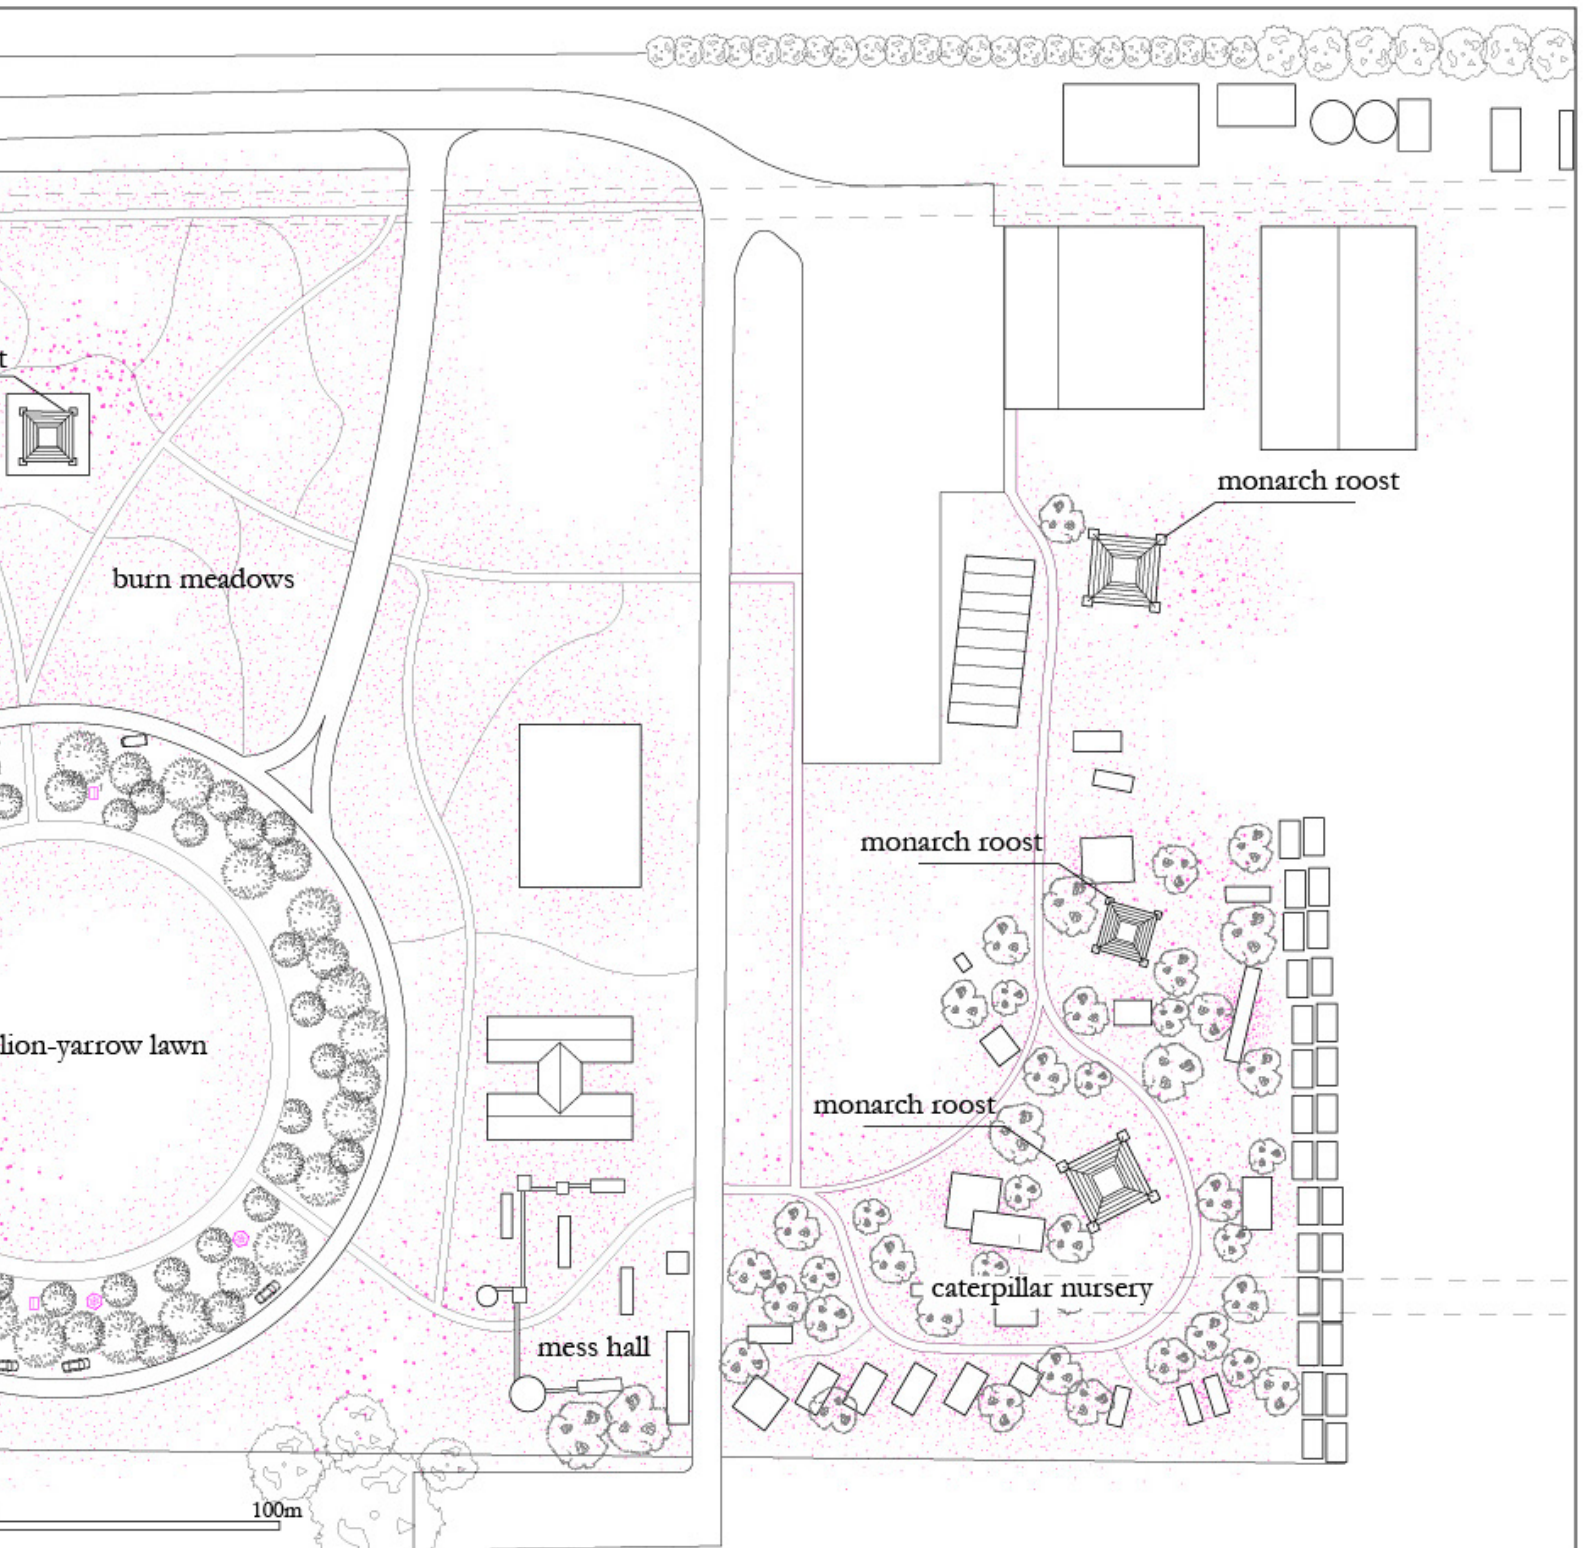 t
monarch roost
burn meadows
monarch roost
lion-yarrow lawn
monarch roost
caterpillar nursery
mess hall
100m